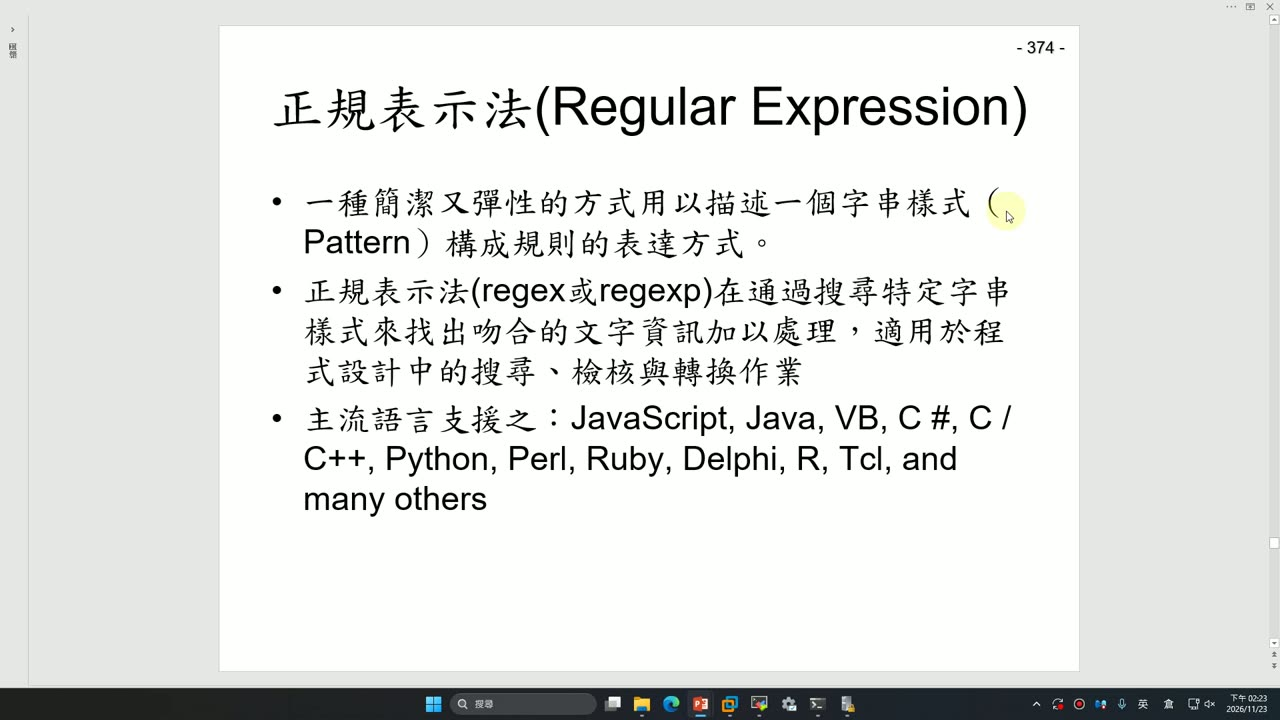 - 374 -
正規表示法(Regular Expression)
• 一種簡潔又彈性的方式用以描述一個字串樣式（
Pattern）構成規則的表達方式。
• 正規表示法(regex或regexp)在通過搜尋特定字串
樣式來找出吻合的文字資訊加以處理，適用於程
式設計中的搜尋、檢核與轉換作業
• 主流語言支援之：JavaScript, Java, VB, C #, C /
C++, Python, Perl, Ruby, Delphi, R, Tcl, and
many others
搜尋
英
下午 02:23
2026/11/23